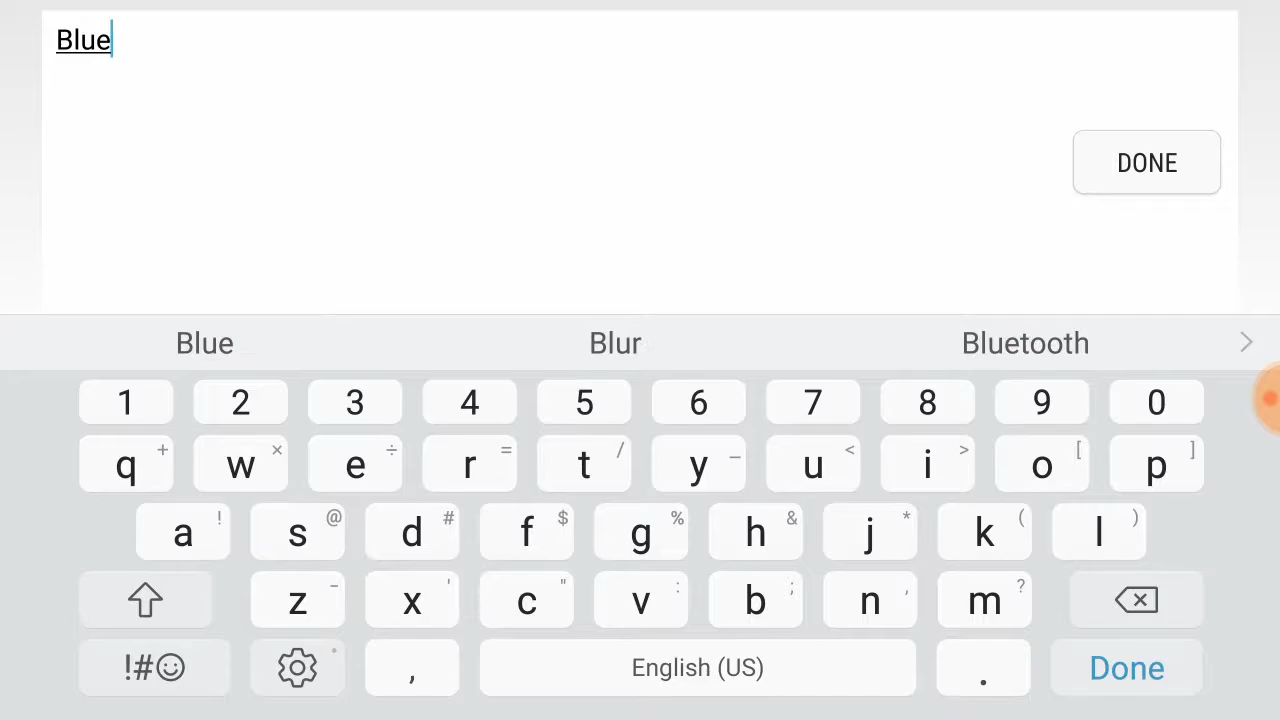 Blue
DONE
Blue Blur Bluetooth >
1 2 3 4 5 6 7 8 9 0
q + w × e ÷ r = t / y _ u < i > o [ p ]
a ! s @ d # f $ g % h & j * k ( l )
z - x ' c " v : b ; n , m ?
!#☺ , English (US) . Done